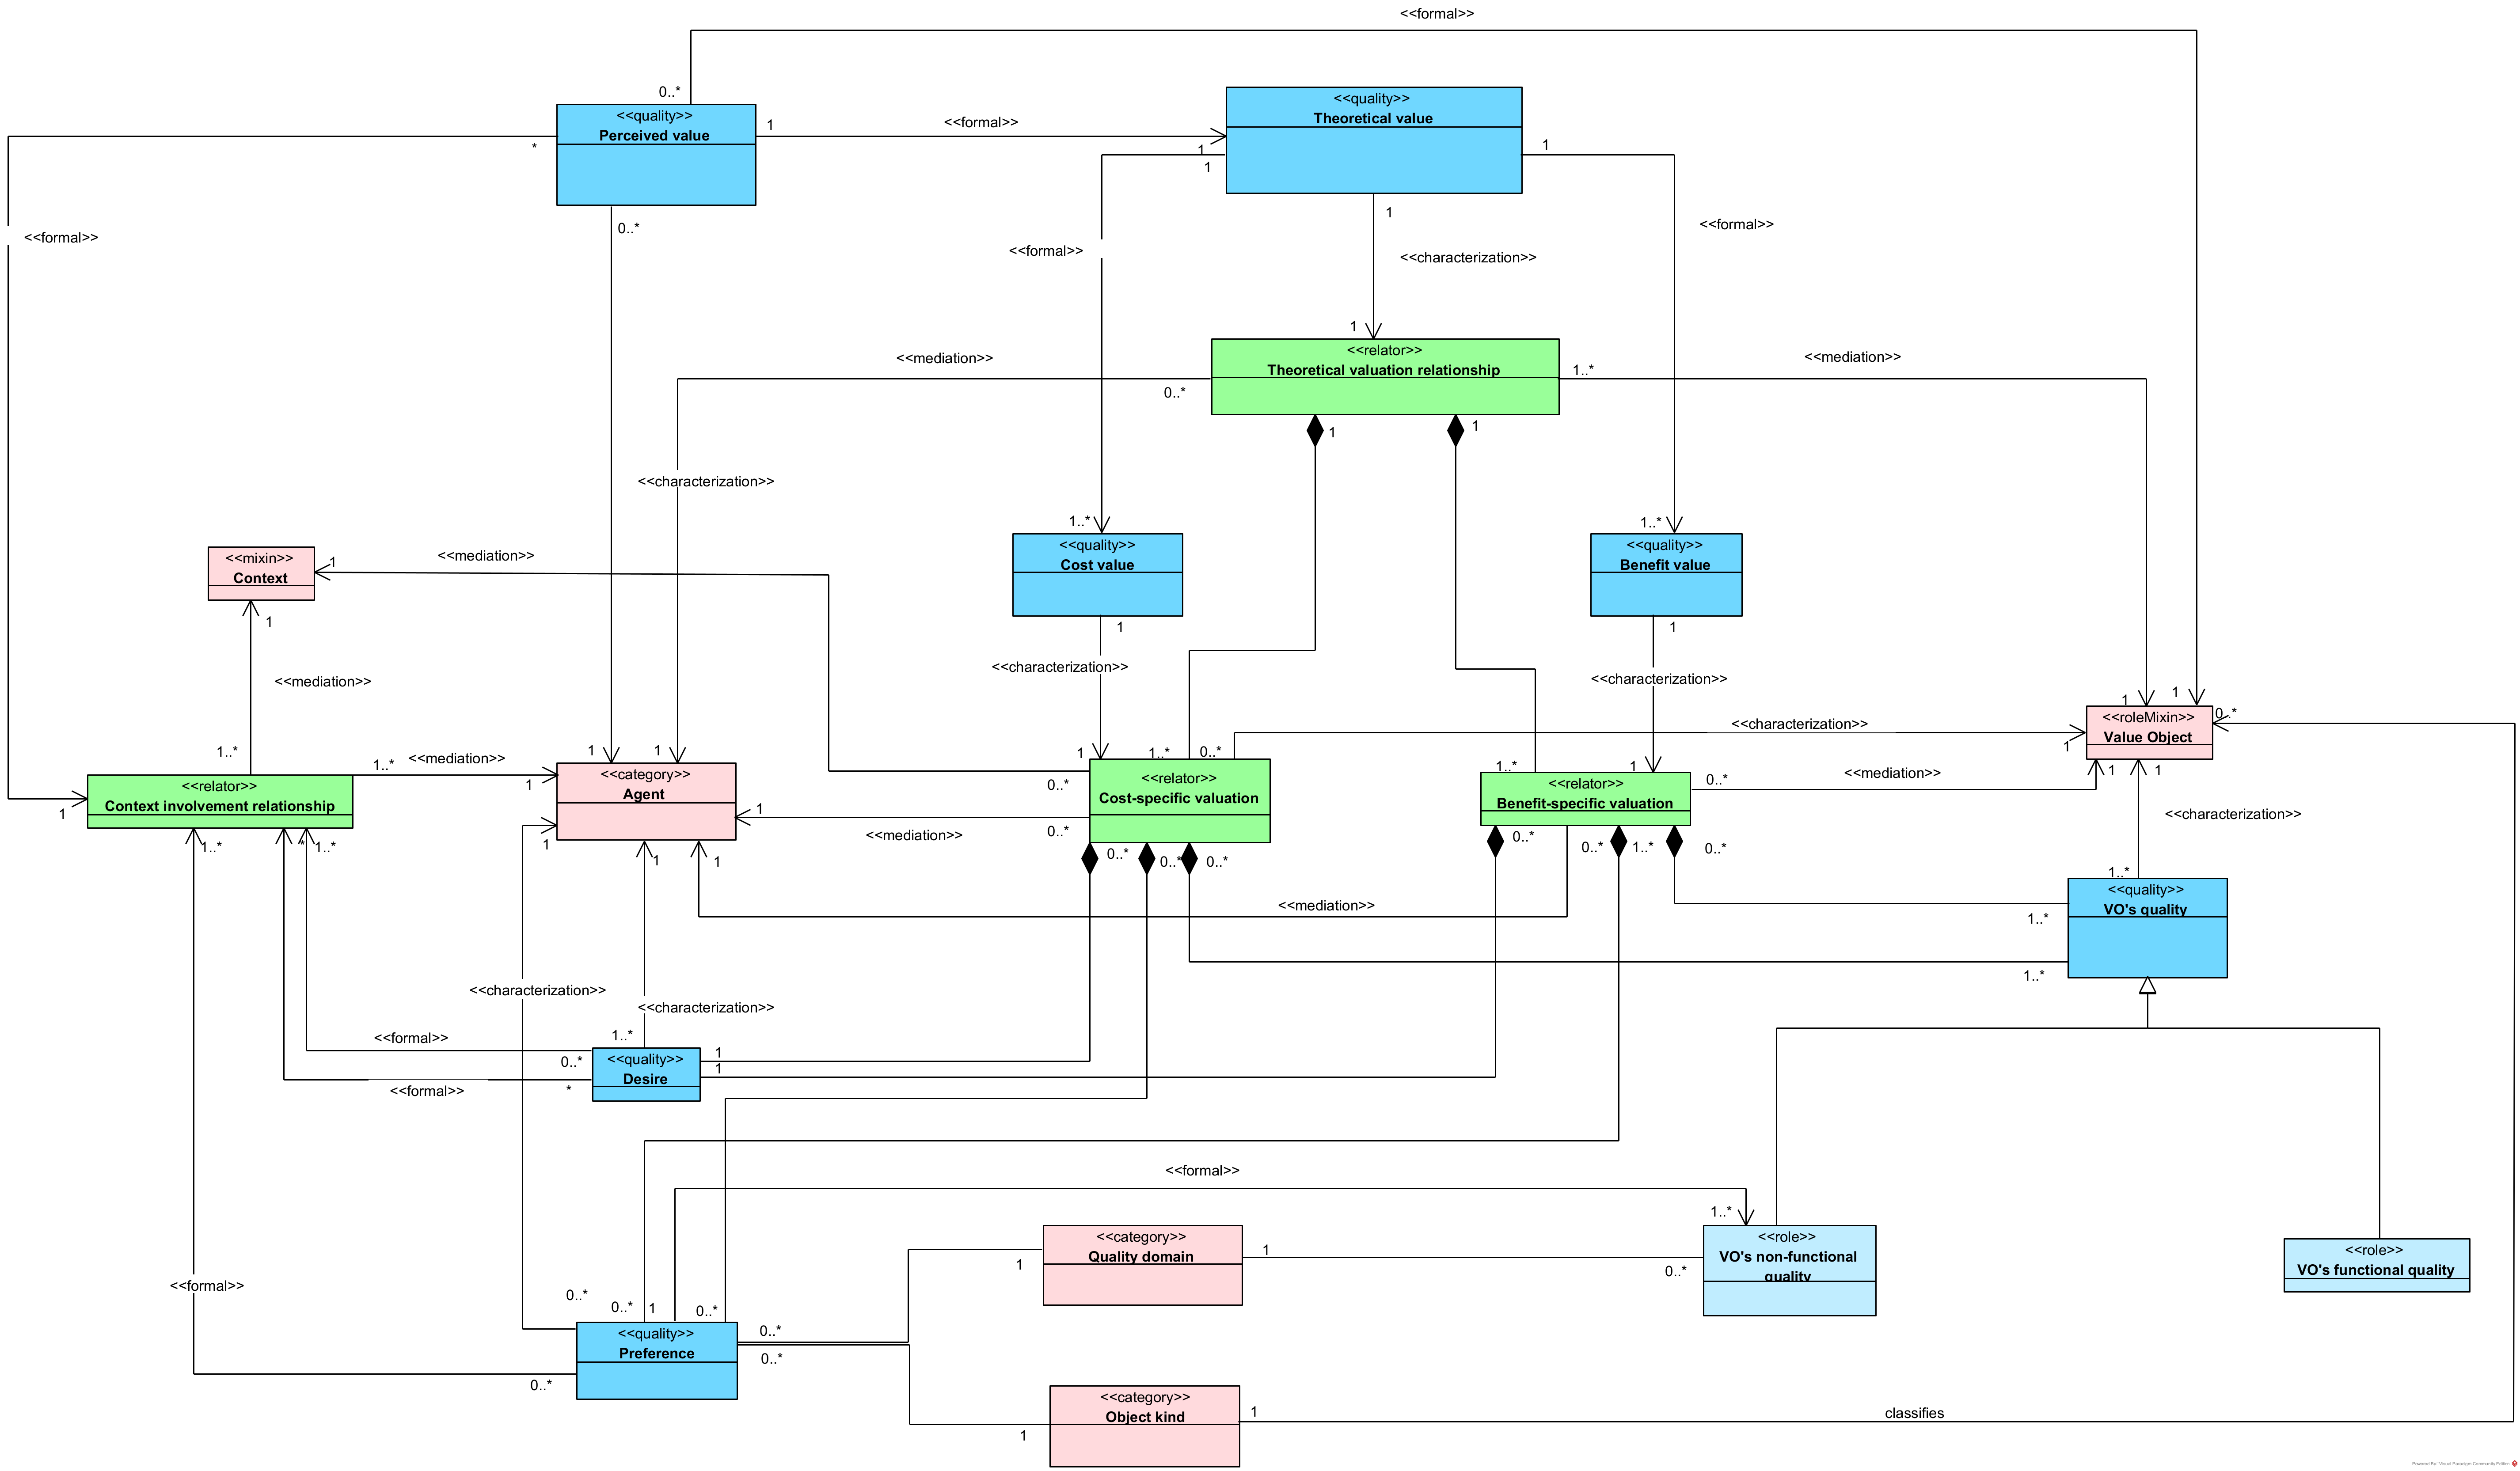 <<formal>>
0..*
<<quality>>
Perceived value
*
1
<<formal>>
<<quality>>
Theoretical value
1
1
1
<<formal>>
0..*
1
<<formal>>
<<formal>>
<<characterization>>
1
<<relator>>
Theoretical valuation relationship
<<mediation>>
0..*
1..*
<<mediation>>
1
1
<<characterization>>
<<mixin>>
Context
1
<<mediation>>
1..*
<<quality>>
Cost value
1..*
<<quality>>
Benefit value
1
1
1
<<characterization>>
<<mediation>>
<<characterization>>
1..*
1
1
1
1..*
0..*
<<characterization>>
1
1
1
0..*
<<roleMixin>>
Value Object
<<relator>>
Context involvement relationship
1
1..*
<<mediation>>
1
<<category>>
Agent
0..*
<<relator>>
Cost-specific valuation
1..*
1
<<relator>>
Benefit-specific valuation
0..*
<<mediation>>
1
1
1
<<mediation>>
0..*
<<characterization>>
1..*
*
1..*
1
1
1
0..*
0..*
0..*
0..*
0..*
1..*
0..*
<<mediation>>
1..*
<<quality>>
VO's quality
1..*
1..*
<<characterization>>
<<characterization>>
<<formal>>
1..*
0..*
<<quality>>
Desire
1
1
<<formal>>
*
<<formal>>
1..*
<<category>>
Quality domain
1
1
<<role>>
VO's non-functional
quality
0..*
<<role>>
VO's functional quality
<<formal>>
0..*
0..*
1
0..*
<<quality>>
Preference
0..*
0..*
0..*
<<category>>
Object kind
1
1
classifies
Powered By Visual Paradigm Community Edition